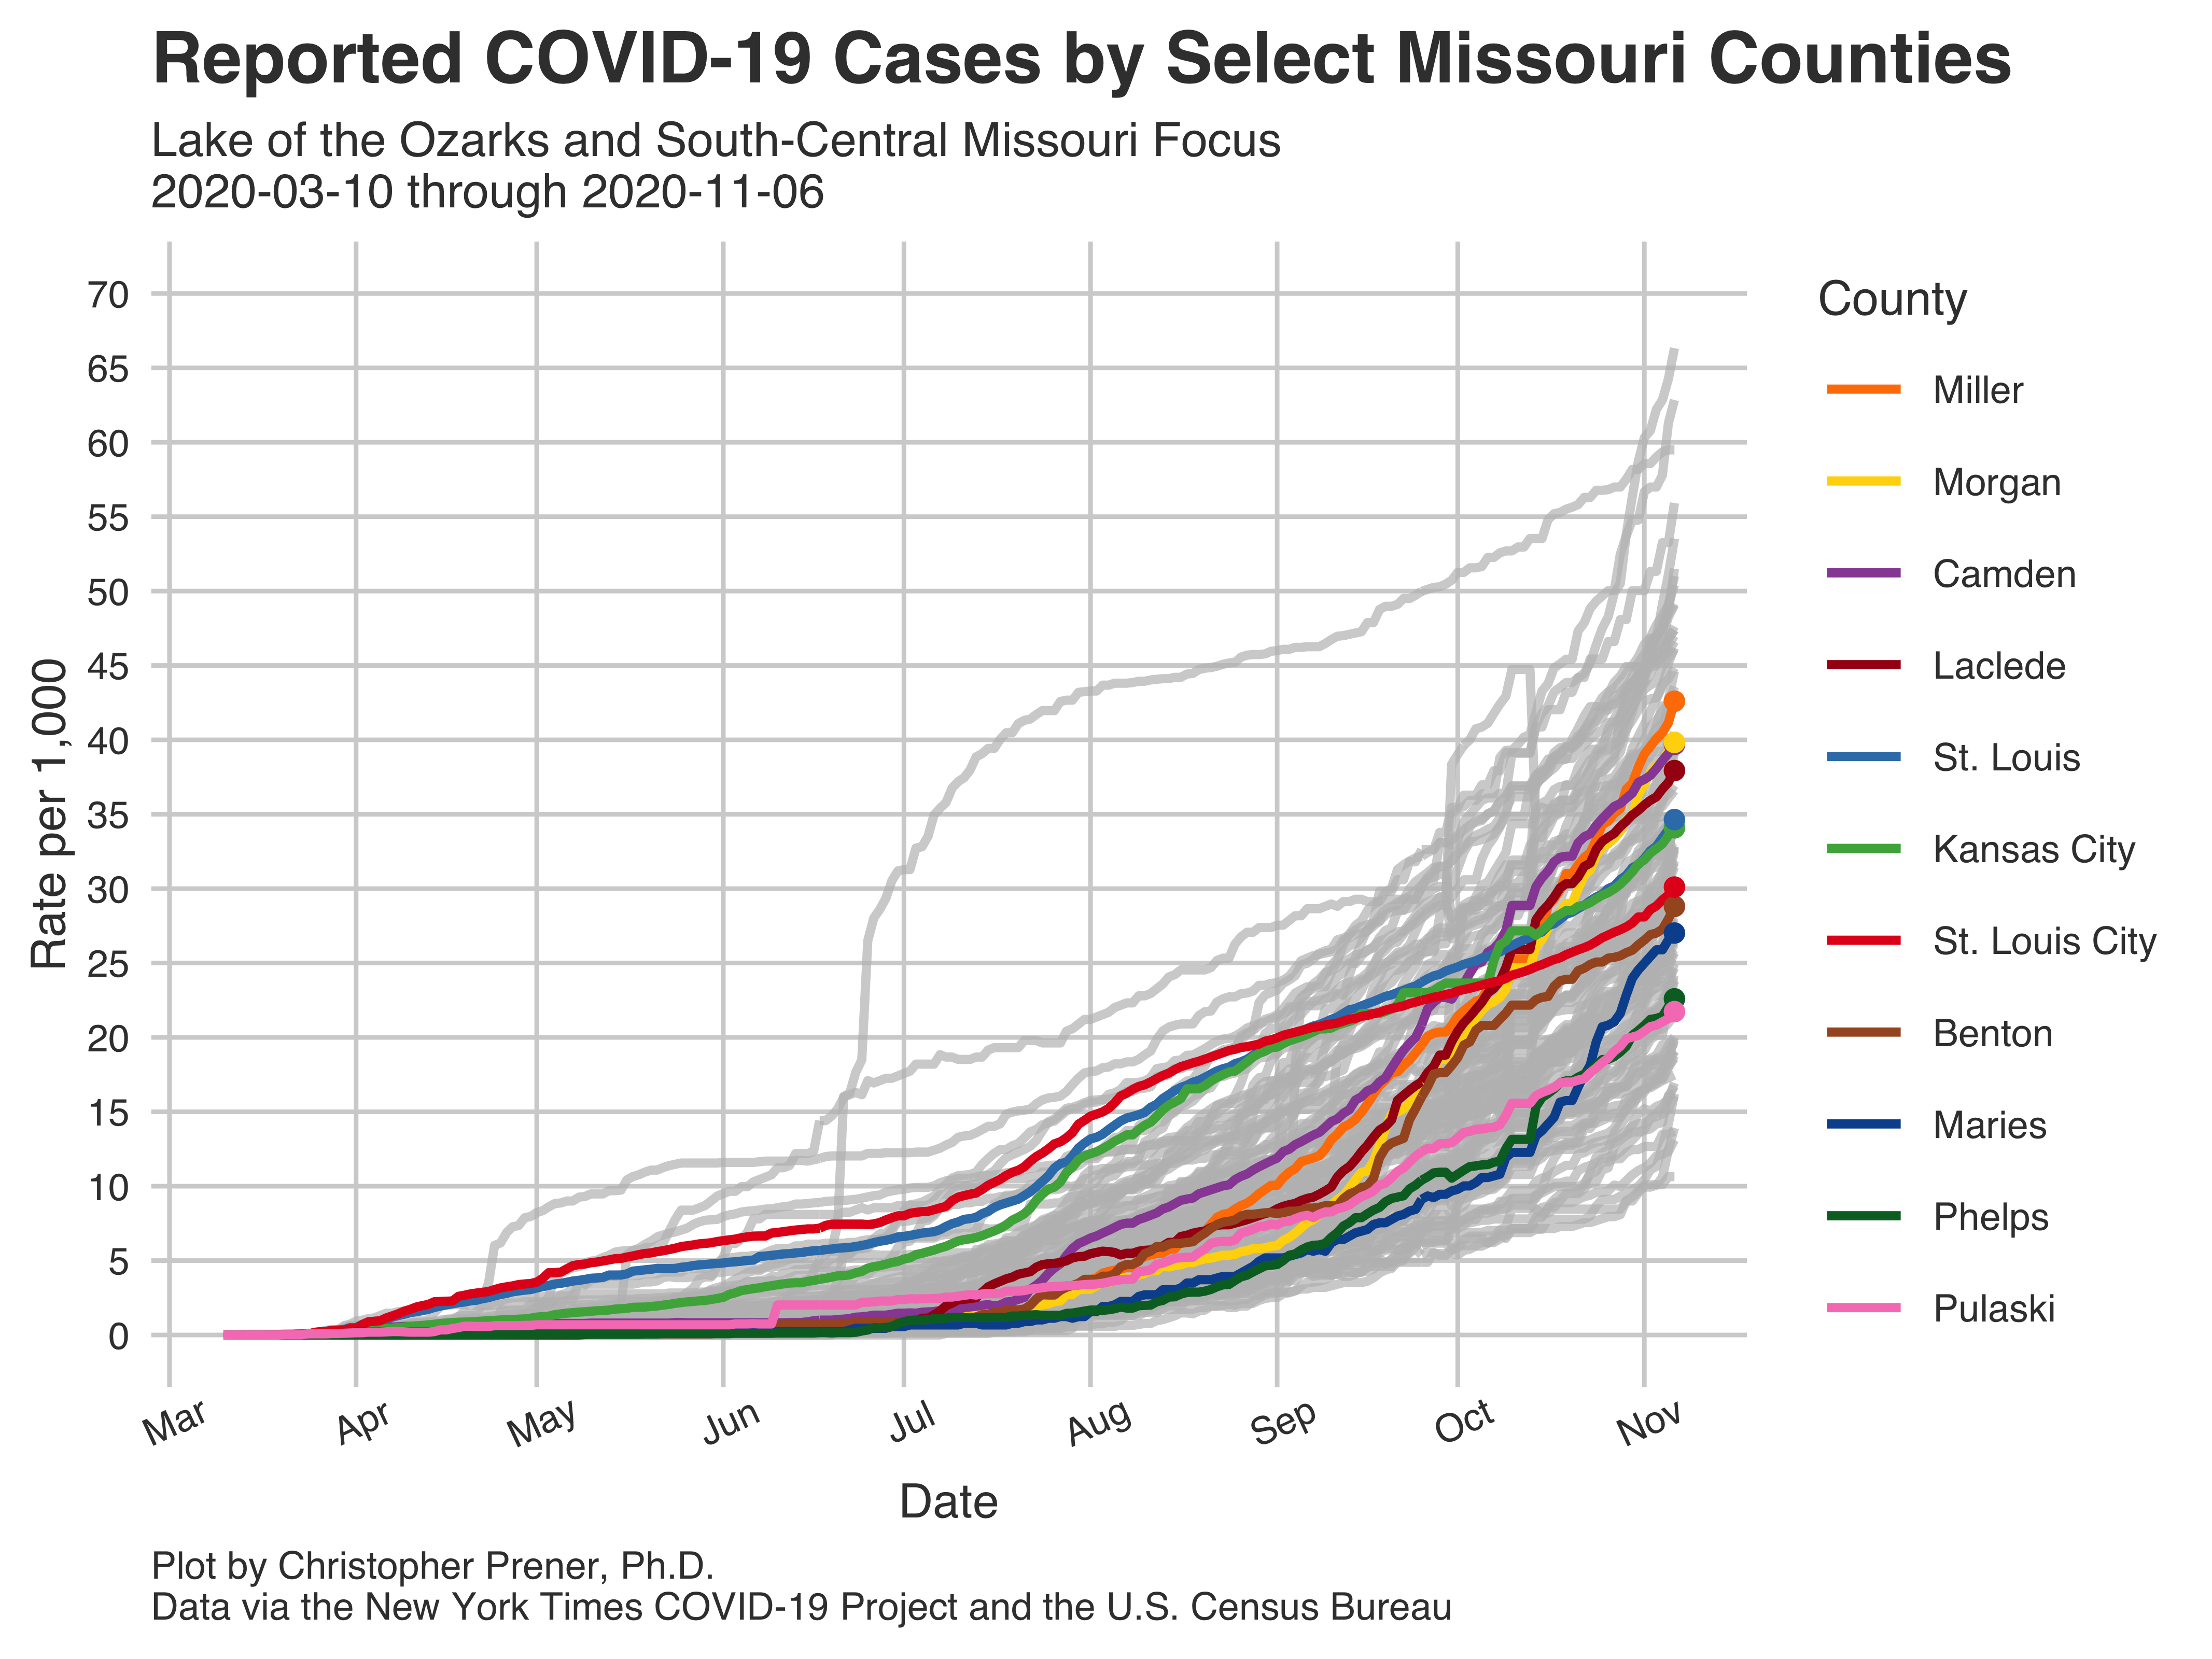 Reported COVID-19 Cases by Select Missouri Counties
Lake of the Ozarks and South-Central Missouri Focus
2020-03-10 through 2020-11-06
Rate per 1,000
70
65
60
55
50
45
40
35
30
25
20
15
10
5
0
Mar
Apr
May
Jun
Jul
Aug
Sep
Oct
Nov
Date
County
Miller
Morgan
Camden
Laclede
St. Louis
Kansas City
St. Louis City
Benton
Maries
Phelps
Pulaski
Plot by Christopher Prener, Ph.D.
Data via the New York Times COVID-19 Project and the U.S. Census Bureau